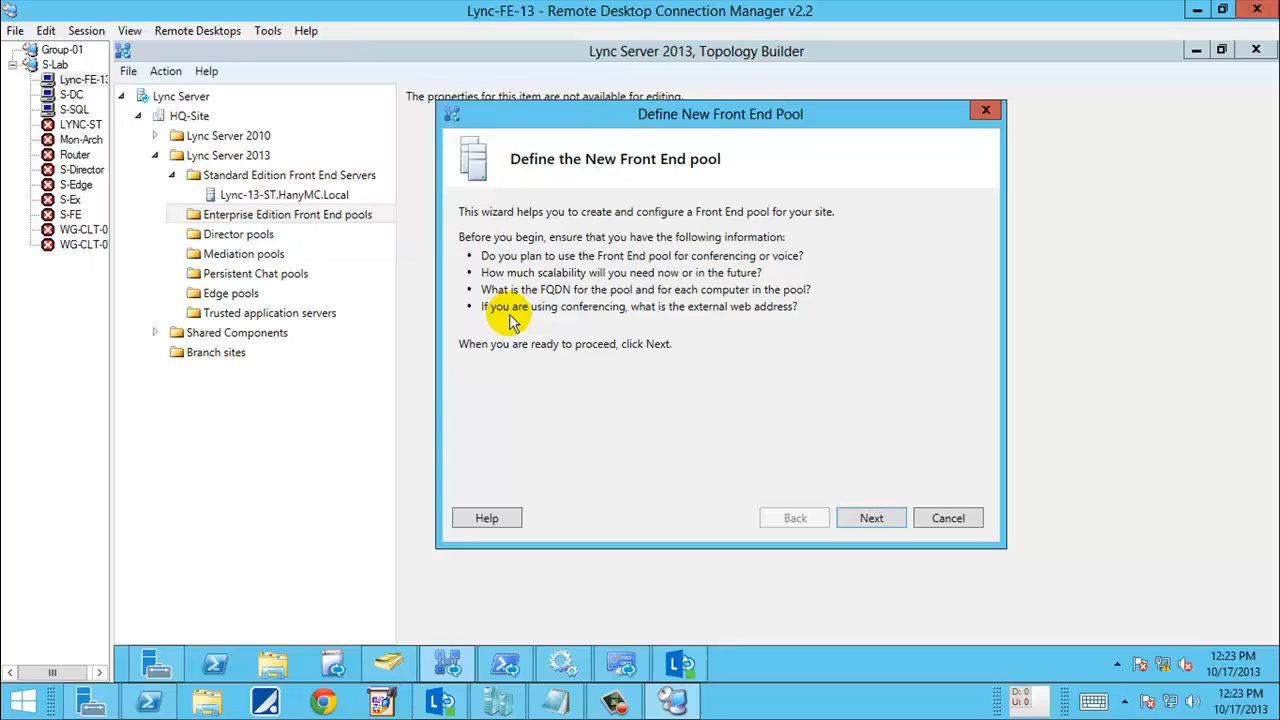 Lync-FE-13 - Remote Desktop Connection Manager v2.2
File Edit Session View Remote Desktops Tools Help
Group-01
S-Lab
Lync-FE-13
S-DC
S-SQL
LYNC-ST
Mon-Arch
Router
S-Director
S-Edge
S-Ex
S-FE
WG-CLT-0
WG-CLT-0
Lync Server 2013, Topology Builder
File Action Help
Lync Server
HQ-Site
Lync Server 2010
Lync Server 2013
Standard Edition Front End Servers
Lync-13-ST.HanyMC.Local
Enterprise Edition Front End pools
Director pools
Mediation pools
Persistent Chat pools
Edge pools
Trusted application servers
Shared Components
Branch sites
The properties for this item are not available for editing.
Define New Front End Pool
Define the New Front End pool
This wizard helps you to create and configure a Front End pool for your site.
Before you begin, ensure that you have the following information:
• Do you plan to use the Front End pool for conferencing or voice?
• How much scalability will you need now or in the future?
• What is the FQDN for the pool and for each computer in the pool?
• If you are using conferencing, what is the external web address?
When you are ready to proceed, click Next.
Help Back Next Cancel
12:23 PM
10/17/2013
D: 0
U: 0
12:23 PM
10/17/2013